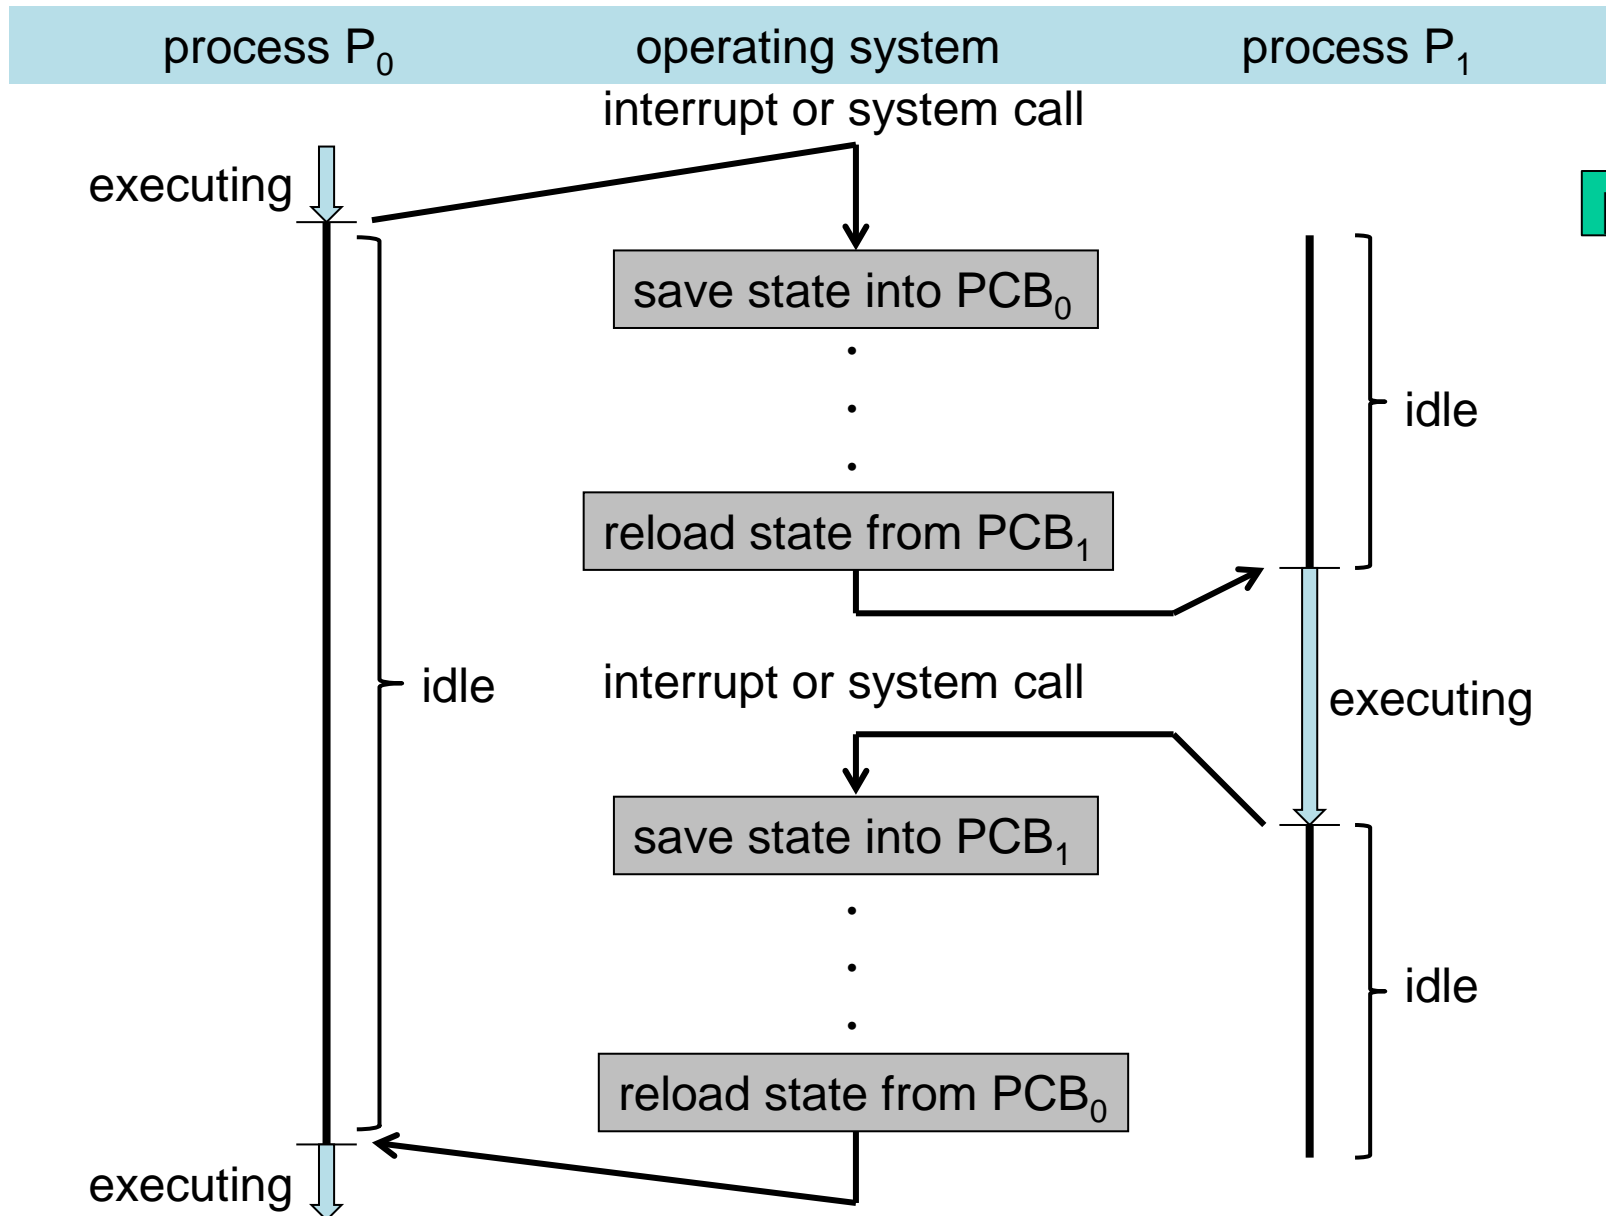 process P₀ operating system process P₁
interrupt or system call
executing
save state into PCB₀
.
.
.
idle
reload state from PCB₁
idle
interrupt or system call
executing
save state into PCB₁
.
.
.
idle
reload state from PCB₀
executing